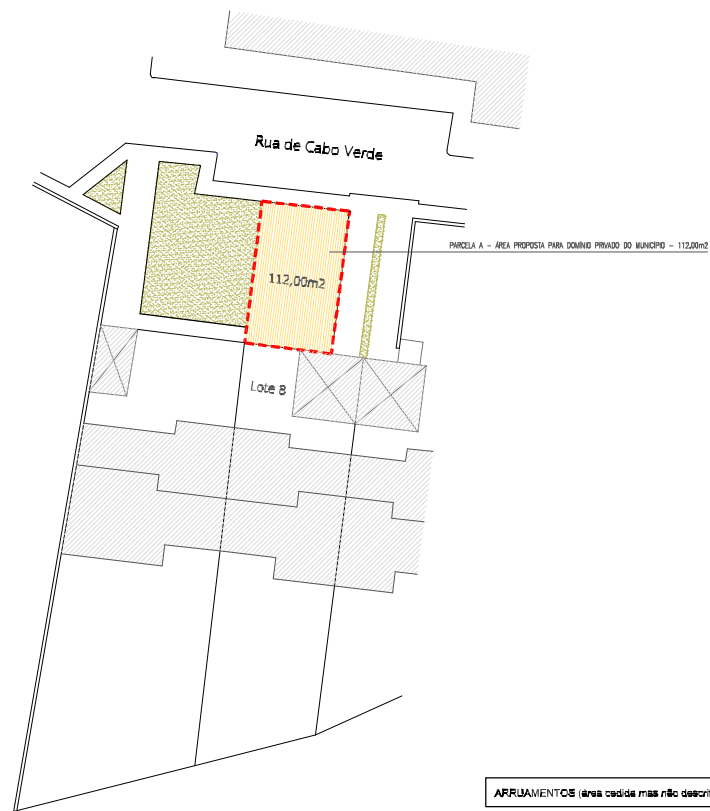 Rua de Cabo Verde
PARCELA A - ÁREA PROPOSTA PARA DOMÍNIO PRIVADO DO MUNICÍPIO - 112,00m2
112,00m2
Lote 8
ARRUAMENTOS (área cedida mas não descrit